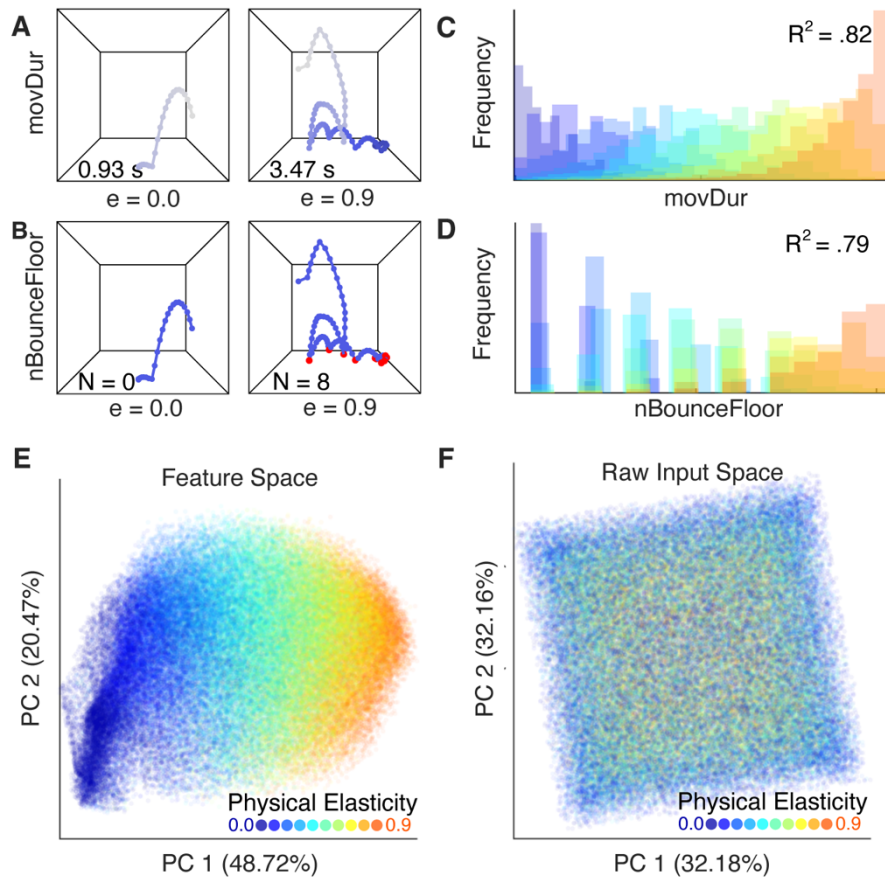 A
movDur
0.93 s
e = 0.0
3.47 s
e = 0.9
B
nBounceFloor
N = 0
e = 0.0
N = 8
e = 0.9
C
Frequency
R² = .82
movDur
D
Frequency
R² = .79
nBounceFloor
E
Feature Space
PC 2 (20.47%)
Physical Elasticity
0.0 0.9
PC 1 (48.72%)
F
Raw Input Space
PC 2 (32.16%)
Physical Elasticity
0.0 0.9
PC 1 (32.18%)